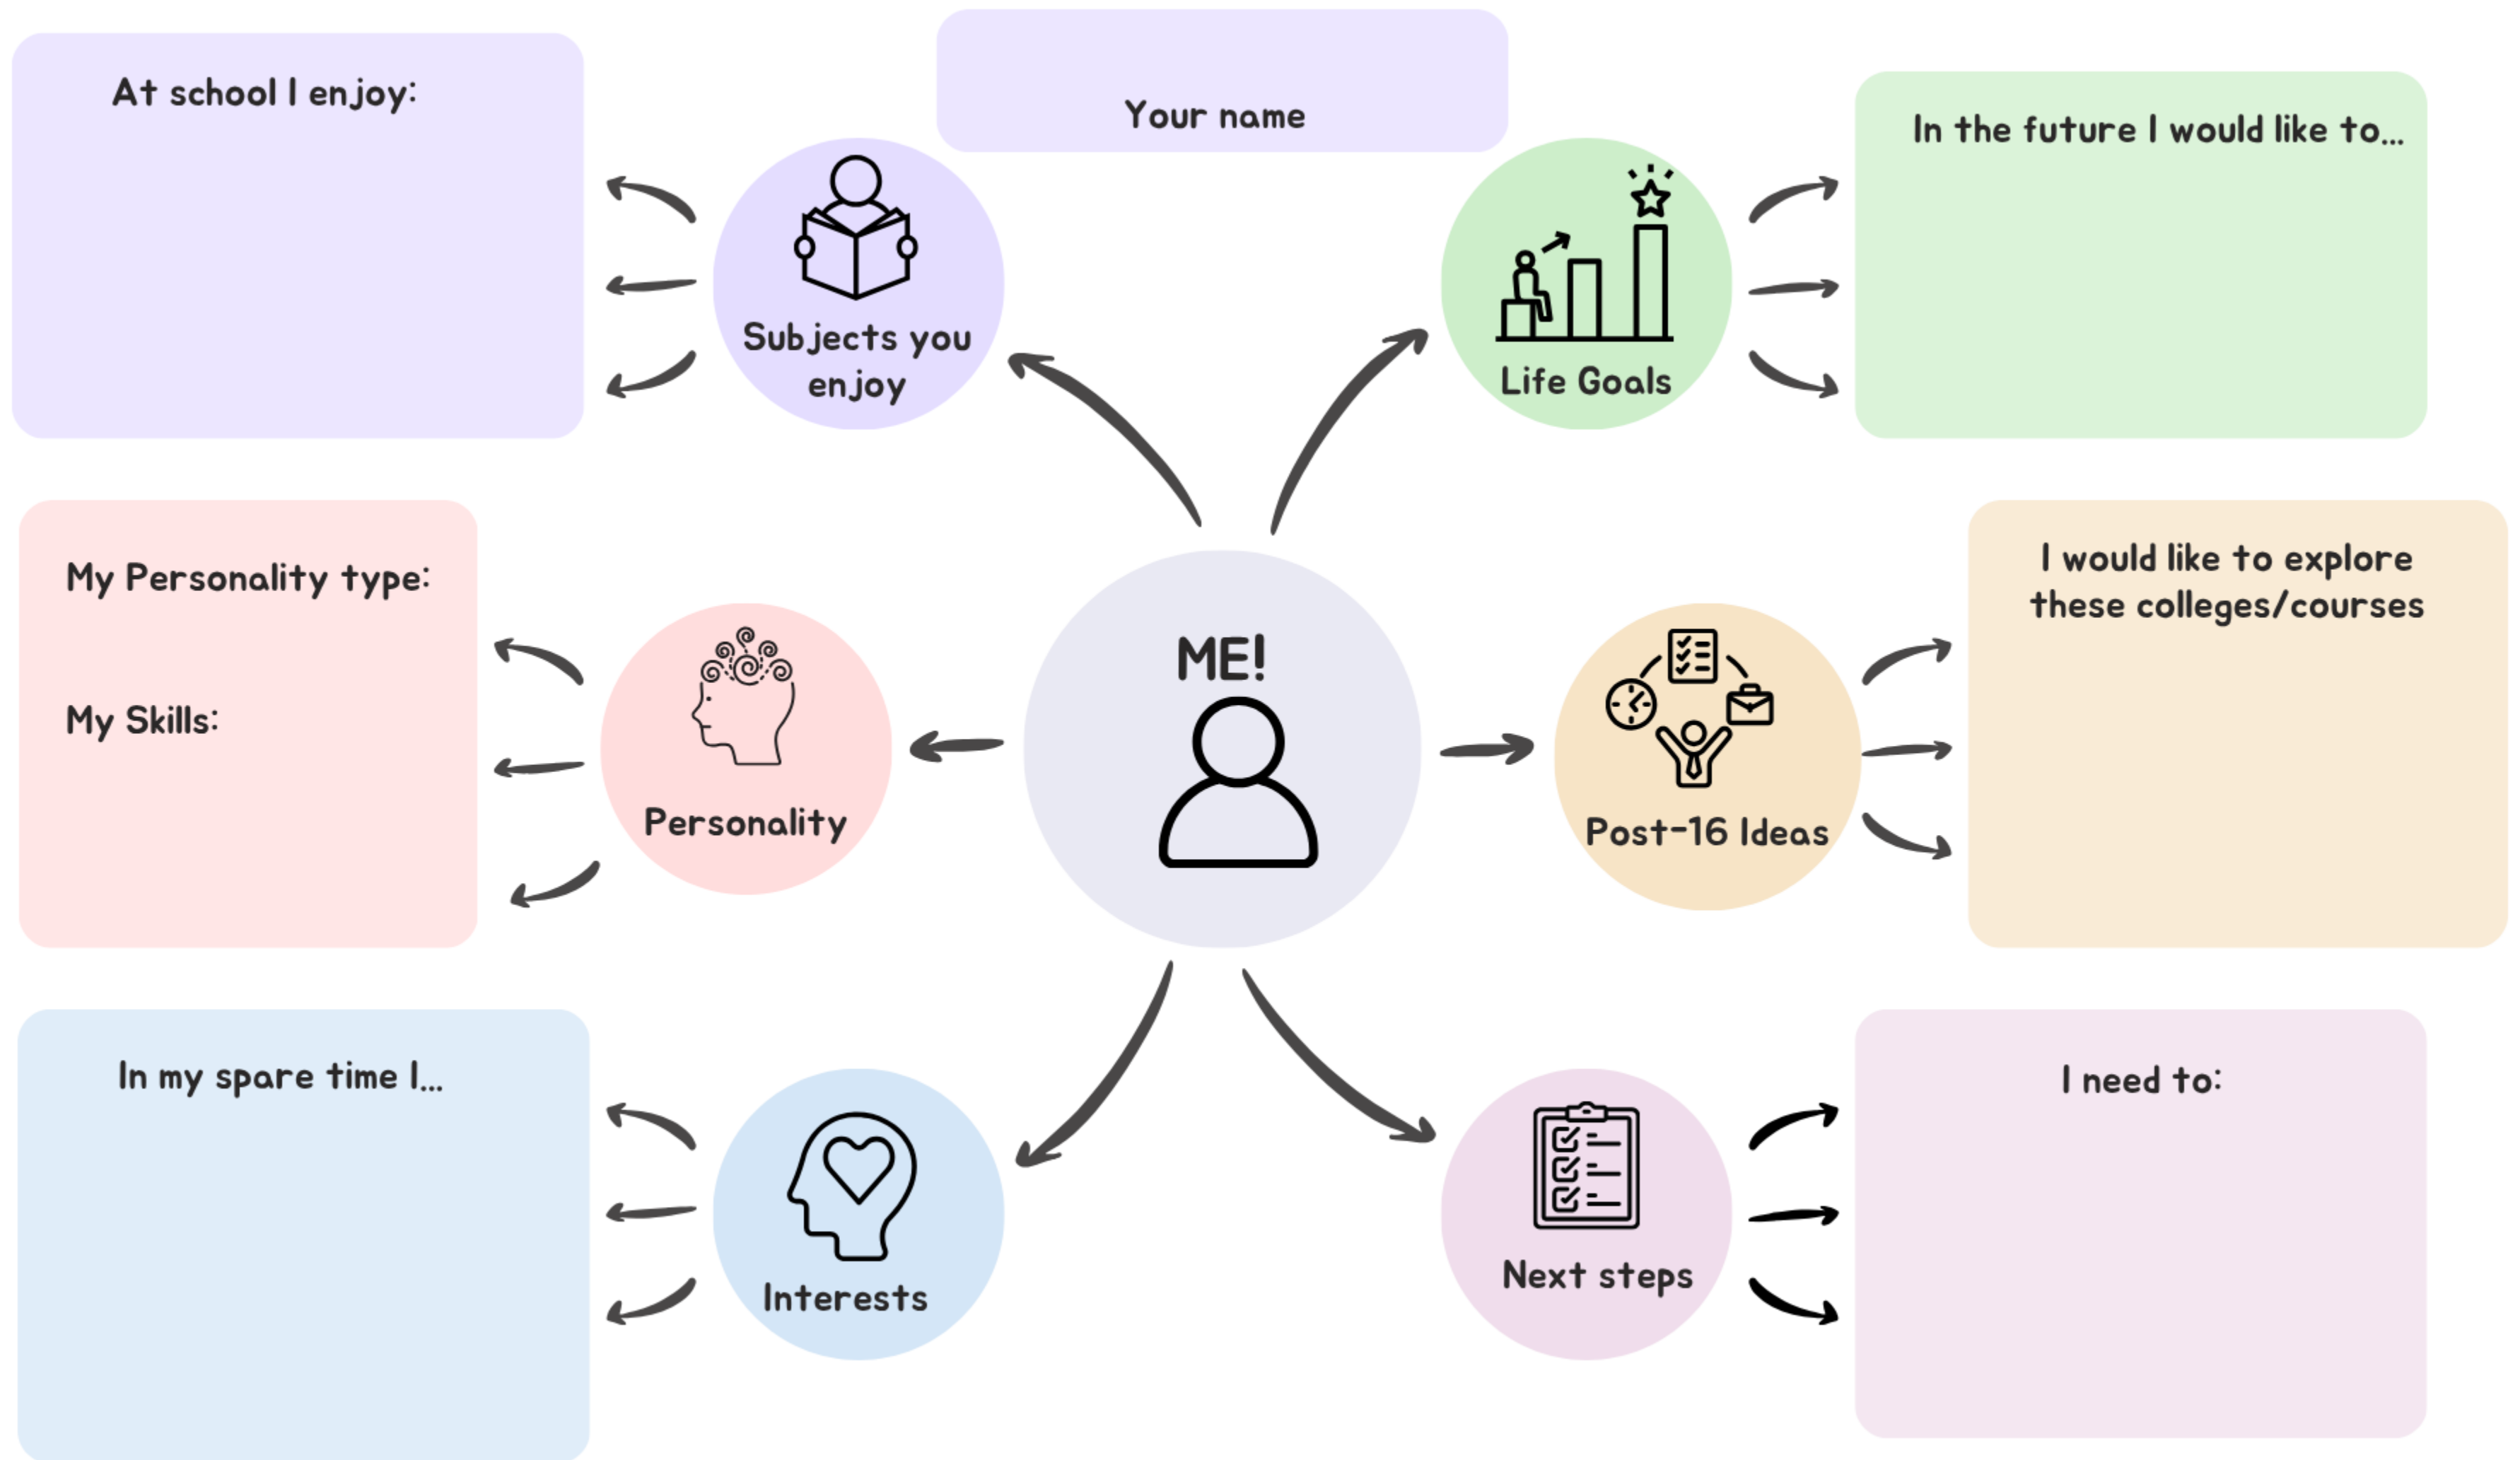 Your name
At school I enjoy:
Subjects you
enjoy
In the future I would like to...
Life Goals
My Personality type:
My Skills:
Personality
ME!
I would like to explore
these colleges/courses
Post-16 Ideas
In my spare time I...
Interests
I need to:
Next steps